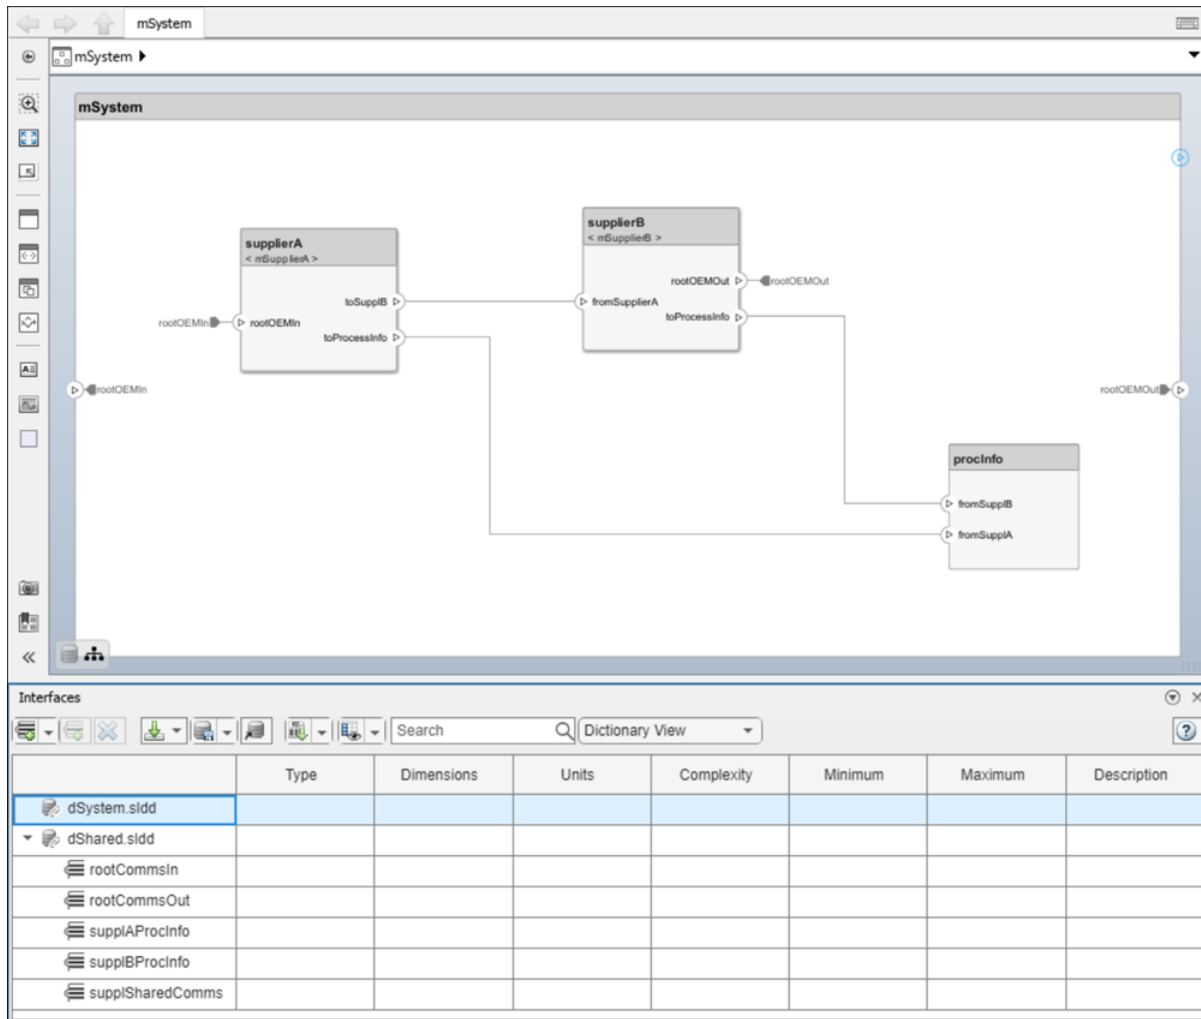 mSystem
mSystem
mSystem
supplierA
< mSupplierA >
toSupplB
rootOEMIn
rootOEMIn
toProcessInfo
supplierB
< mSupplierB >
rootOEMOut
rootOEMOut
fromSupplierA
toProcessInfo
rootOEMIn
rootOEMOut
procInfo
fromSupplB
fromSupplA
Interfaces
Search
Dictionary View
Type Dimensions Units Complexity Minimum Maximum Description
dSystem.sldd
dShared.sldd
rootCommsIn
rootCommsOut
supplAProcInfo
supplBProcInfo
supplSharedComms